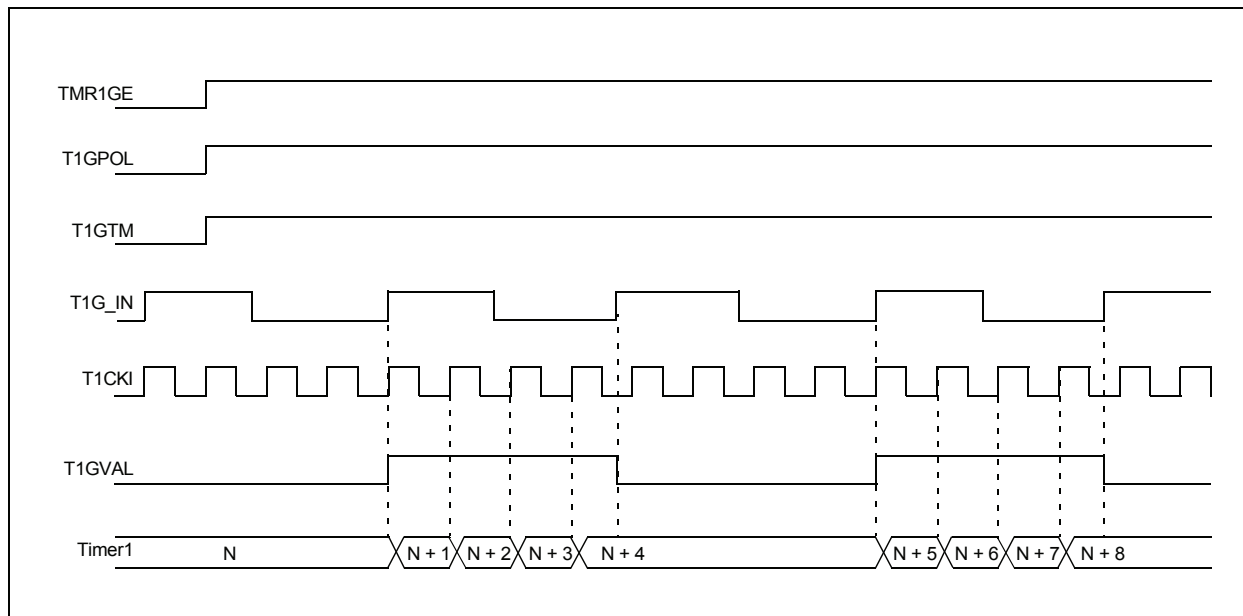 TMR1GE
T1GPOL
T1GTM
T1G_IN
T1CKI
T1GVAL
Timer1 N N + 1 N + 2 N + 3 N + 4 N + 5 N + 6 N + 7 N + 8